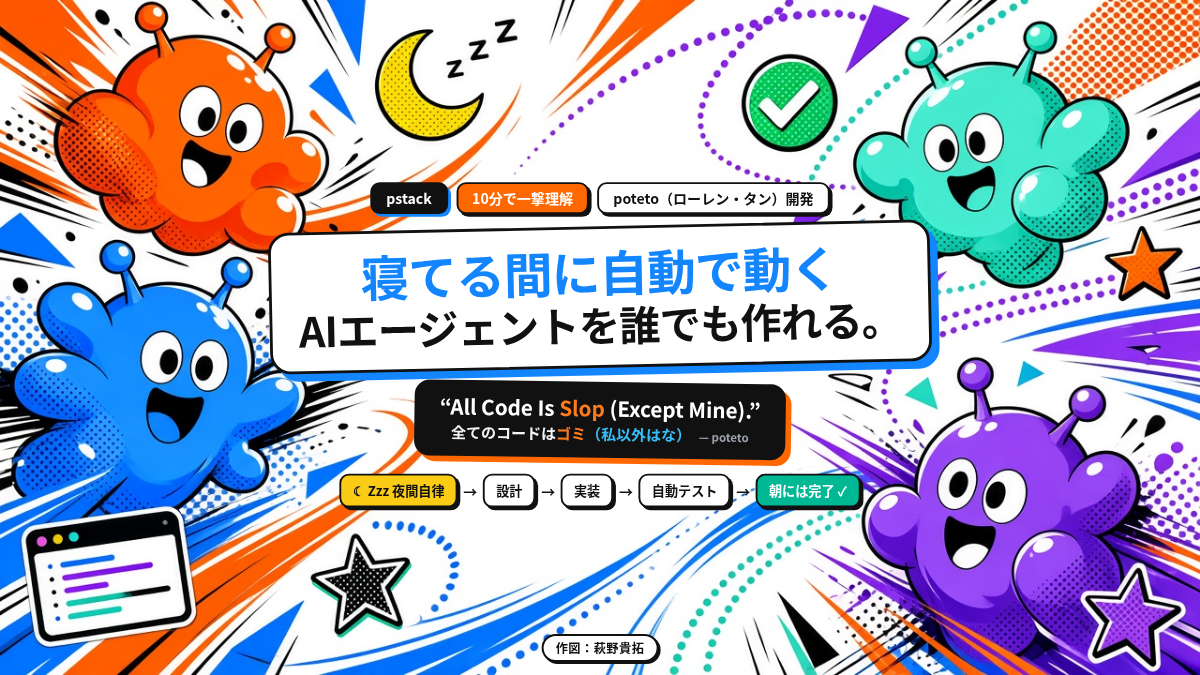 zzz
pstack
10分で一撃理解
poteto（ローレン・タン）開発
寝てる間に自動で動く
AIエージェントを誰でも作れる。
“All Code Is Slop (Except Mine).”
全てのコードはゴミ（私以外はな） — poteto
☾ Zzz 夜間自律 → 設計 → 実装 → 自動テスト → 朝には完了✓
作図：萩野貴拓